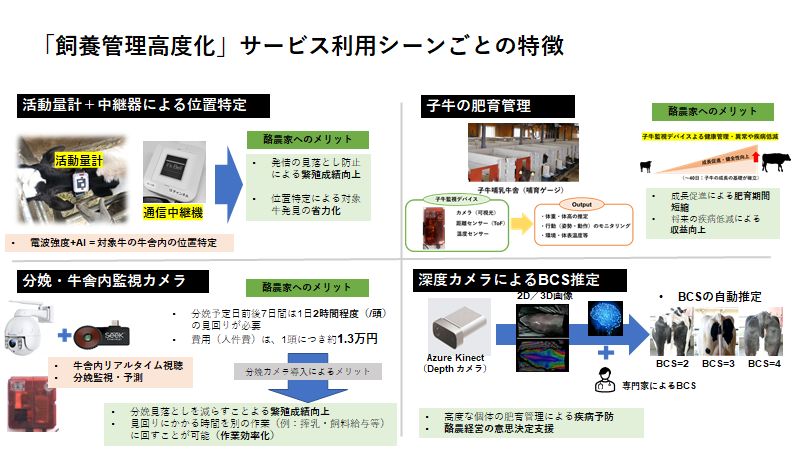 「飼養管理高度化」サービス利用シーンごとの特徴
活動量計＋中継器による位置特定
活動量計
通信中継機
酪農家へのメリット
• 発情の見落とし防止
による繁殖成績向上
• 位置特定による対象
牛発見の省力化
• 電波強度+AI = 対象牛の牛舎内の位置特定
子牛の肥育管理
子牛哺乳牛舎（哺育ゲージ）
子牛監視デバイス
カメラ（可視光）
距離センサー（ToF）
温度センサー
Output
・体重・体高の推定
・行動（姿勢・動作）のモニタリング
・環境・体表温度等
酪農家へのメリット
子牛監視デバイスによる健康管理・異常や疾病低減
成長促進・健全性向上
（～40日：子牛の成長の基礎が確立）
• 成長促進による肥育期間
短縮
• 将来の疾病低減による
収益向上
分娩・牛舎内監視カメラ
SEEK
• 牛舎内リアルタイム視聴
• 分娩監視・予測
酪農家へのメリット
• 分娩予定日前後7日間は1日2時間程度（/頭）
の見回りが必要
• 費用（人件費）は、1頭につき約1.3万円
分娩カメラ導入によるメリット
• 分娩見落としを減らすことよる繁殖成績向上
• 見回りにかかる時間を別の作業（例：搾乳・飼料給与等）
に回すことが可能（作業効率化）
深度カメラによるBCS推定
Azure Kinect
（Depth カメラ）
2D／3D画像
専門家によるBCS
• BCSの自動推定
BCS=2 BCS=3 BCS=4
• 高度な個体の肥育管理による疾病予防
• 酪農経営の意思決定支援